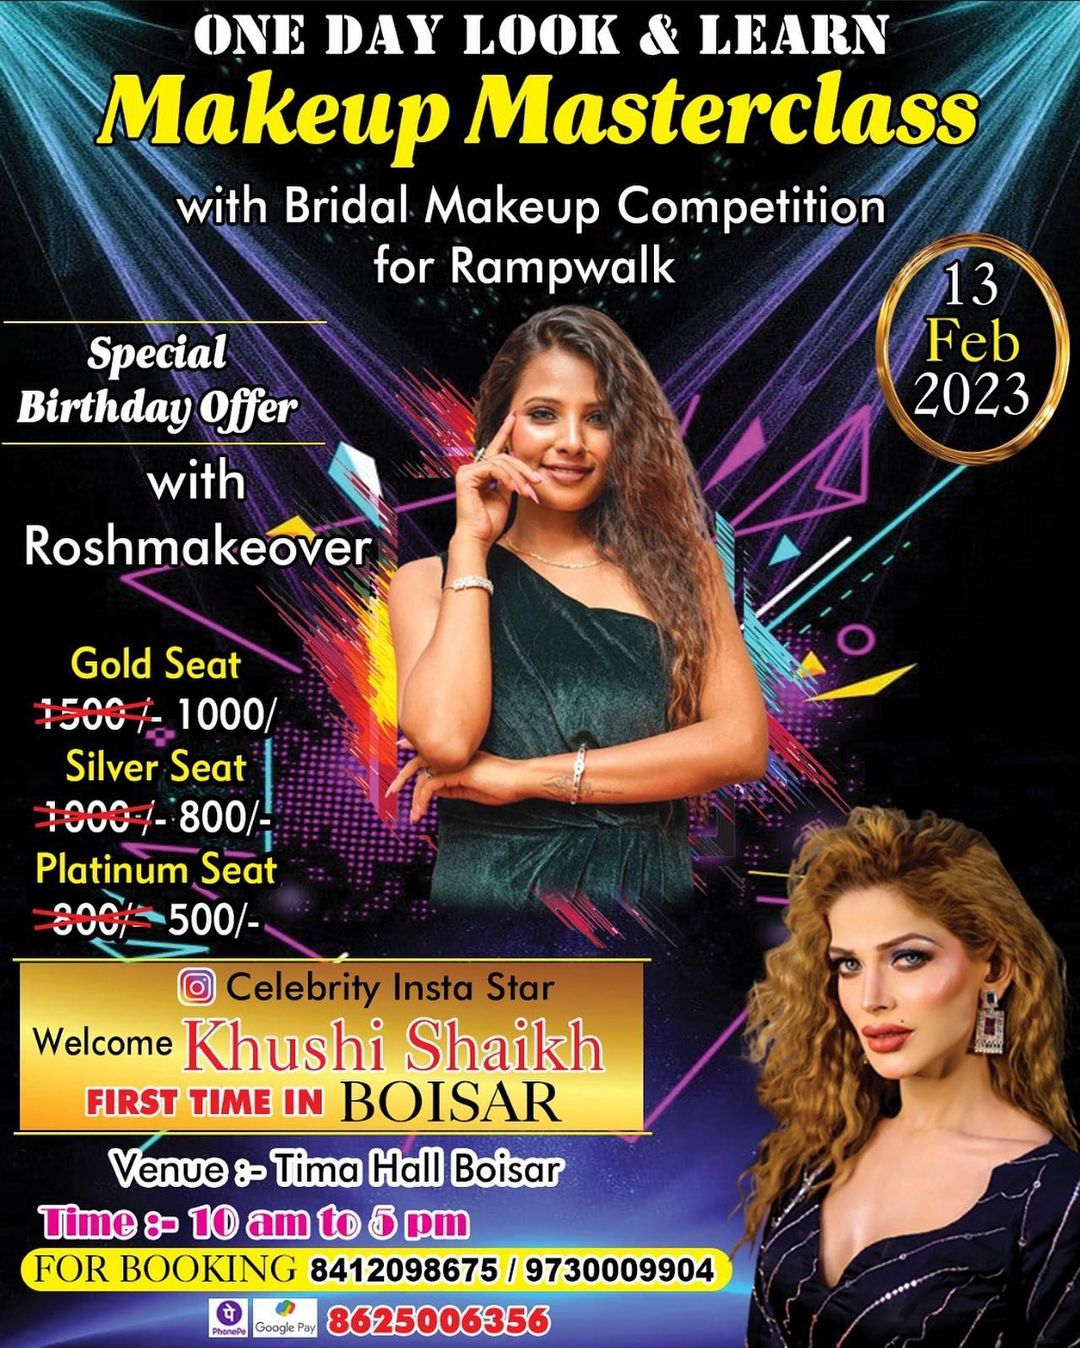 ONE DAY LOOK & LEARN
Makeup Masterclass
with Bridal Makeup Competition
for Rampwalk
13
Feb
2023
Special
Birthday Offer
with
Roshmakeover
Gold Seat
1500 /- 1000/
Silver Seat
1000 /- 800/-
Platinum Seat
800/- 500/-
Celebrity Insta Star
Welcome Khushi Shaikh
FIRST TIME IN BOISAR
Venue :- Tima Hall Boisar
Time :- 10 am to 5 pm
FOR BOOKING 8412098675 / 9730009904
पे
PhonePe Google Pay 8625006356